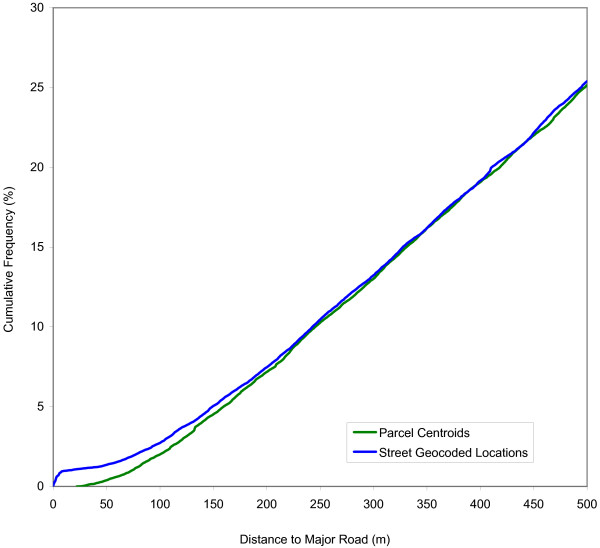 30
25
20
15
10
5
0
Cumulative Frequency (%)
Parcel Centroids
Street Geocoded Locations
0 50 100 150 200 250 300 350 400 450 500
Distance to Major Road (m)